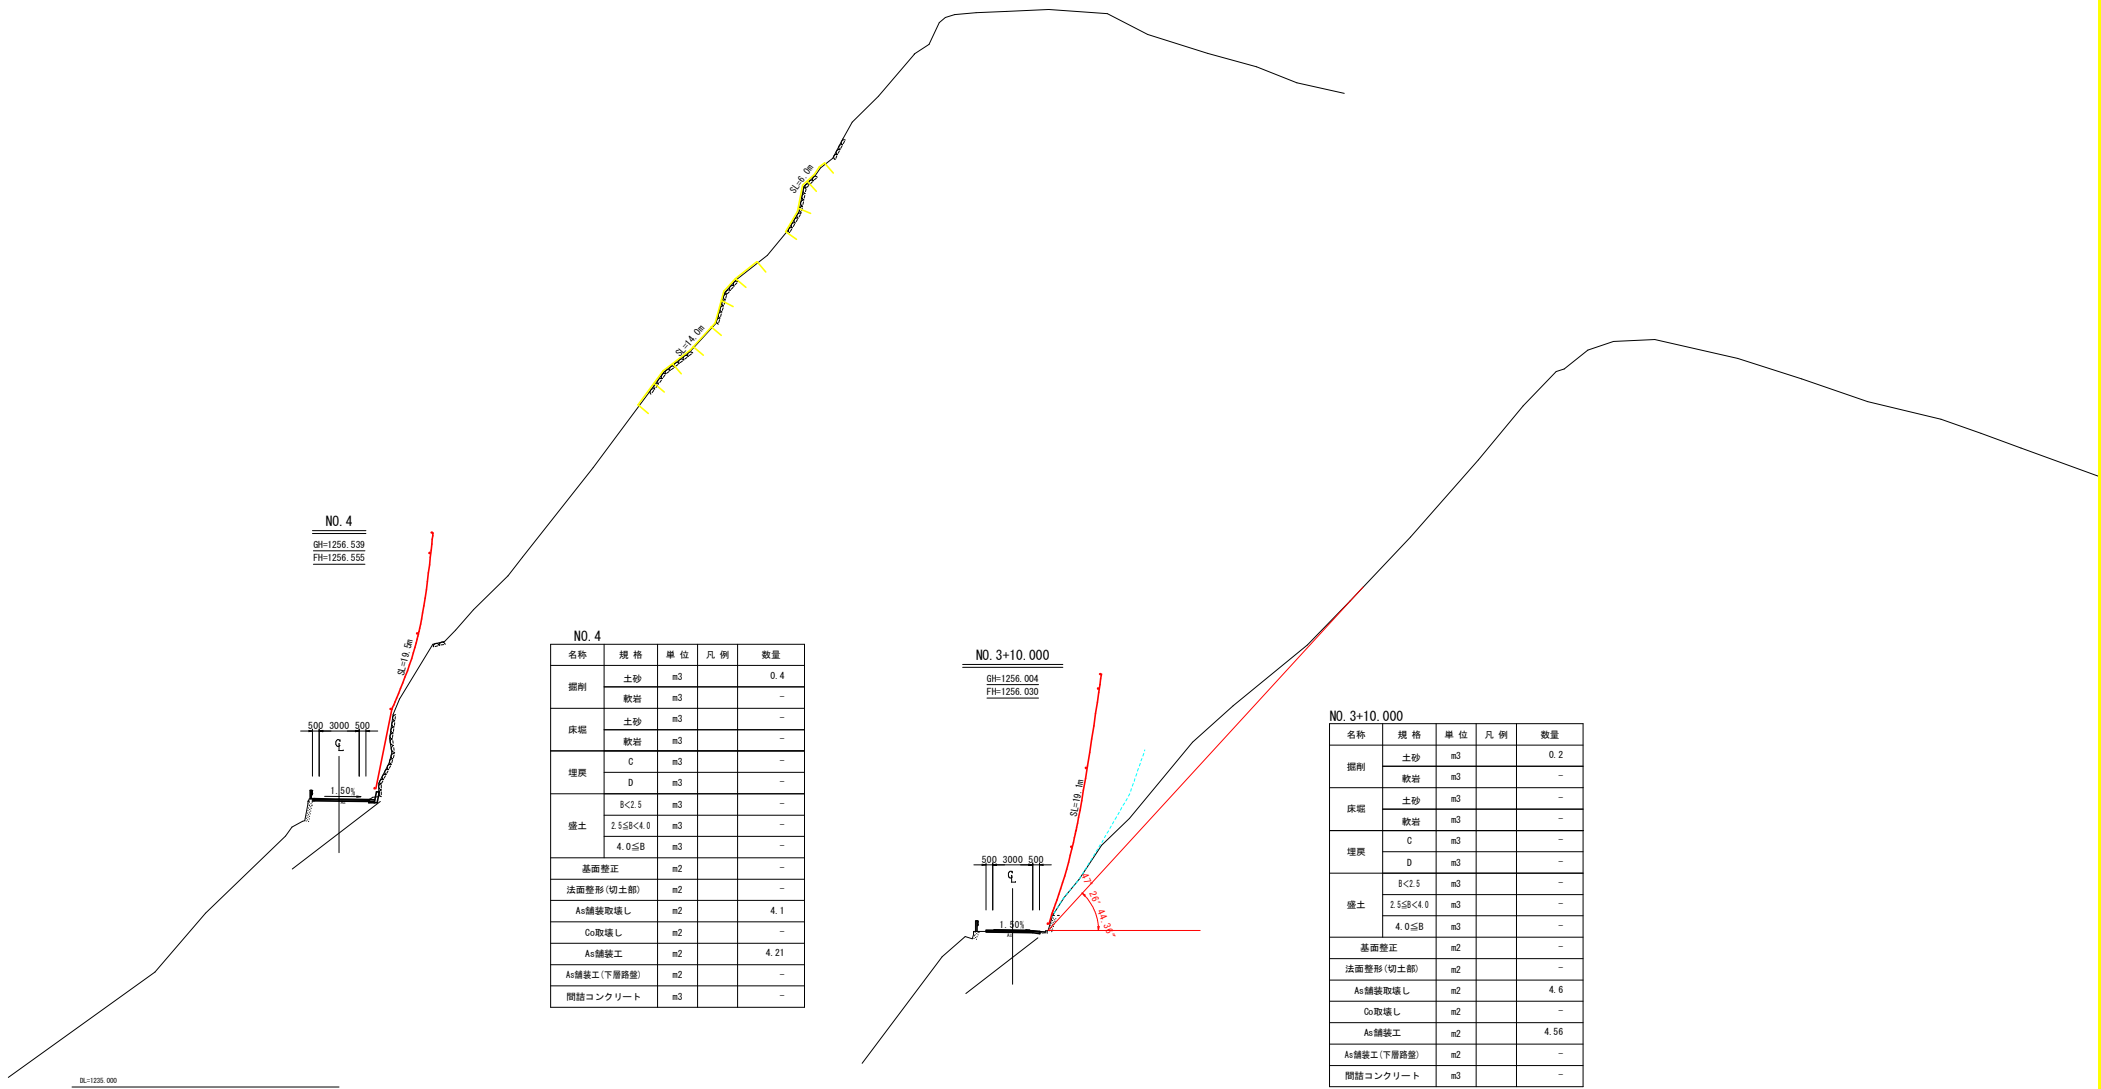 SL=6.0m
SL=14.0m
NO.4
GH=1256.539
FH=1256.555
SL=19.5m
500 3000 500
CL
1.50%
DL=1235.000
NO.4
名称 規格 単位 凡例 数量
掘削 土砂 m3 0.4
軟岩 m3 -
床堀 土砂 m3 -
軟岩 m3 -
埋戻 C m3 -
D m3 -
盛土 B<2.5 m3 -
2.5≦B<4.0 m3 -
4.0≦B m3 -
基面整正 m2 -
法面整形(切土部) m2 -
As舗装取壊し m2 4.1
Co取壊し m2 -
As舗装工 m2 4.21
As舗装工(下層路盤) m2 -
間詰コンクリート m3 -
NO.3+10.000
GH=1256.004
FH=1256.030
SL=19.1m
500 3000 500
CL
1.50%
47°26'44.36"
NO.3+10.000
名称 規格 単位 凡例 数量
掘削 土砂 m3 0.2
軟岩 m3 -
床堀 土砂 m3 -
軟岩 m3 -
埋戻 C m3 -
D m3 -
盛土 B<2.5 m3 -
2.5≦B<4.0 m3 -
4.0≦B m3 -
基面整正 m2 -
法面整形(切土部) m2 -
As舗装取壊し m2 4.6
Co取壊し m2 -
As舗装工 m2 4.56
As舗装工(下層路盤) m2 -
間詰コンクリート m3 -